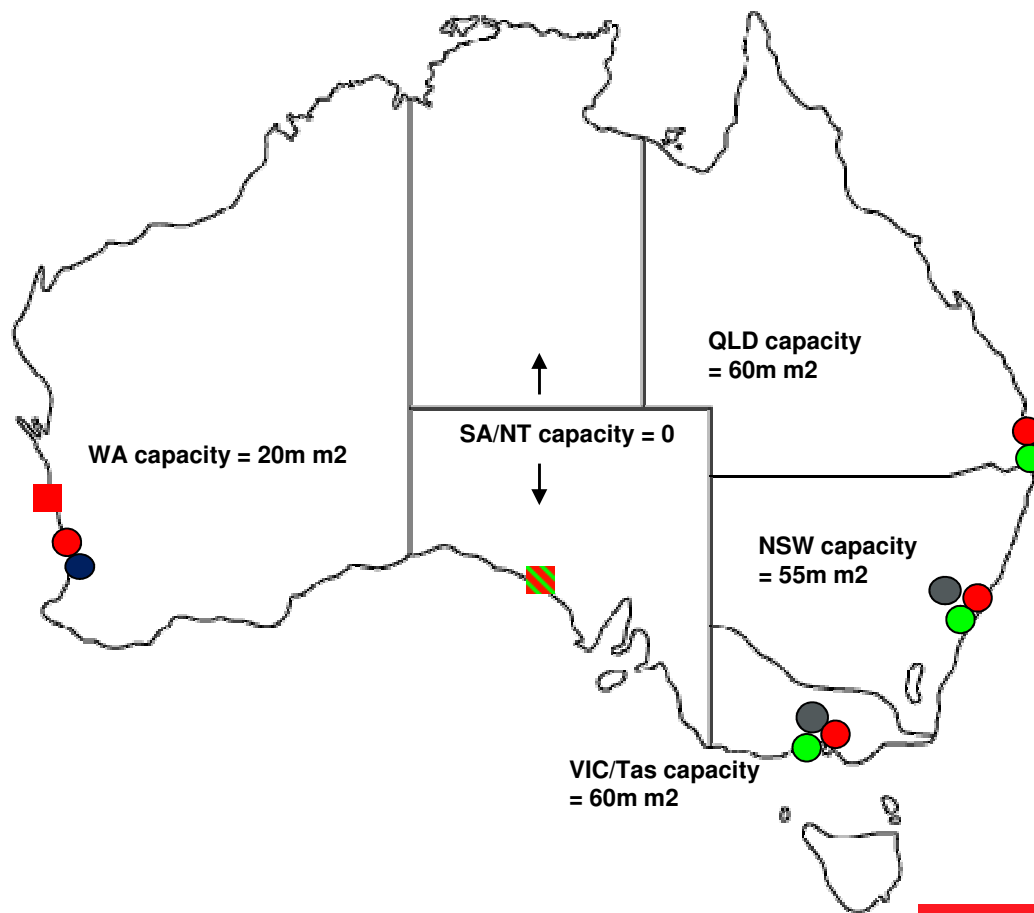 QLD capacity
= 60m m2
SA/NT capacity = 0
WA capacity = 20m m2
NSW capacity
= 55m m2
VIC/Tas capacity
= 60m m2